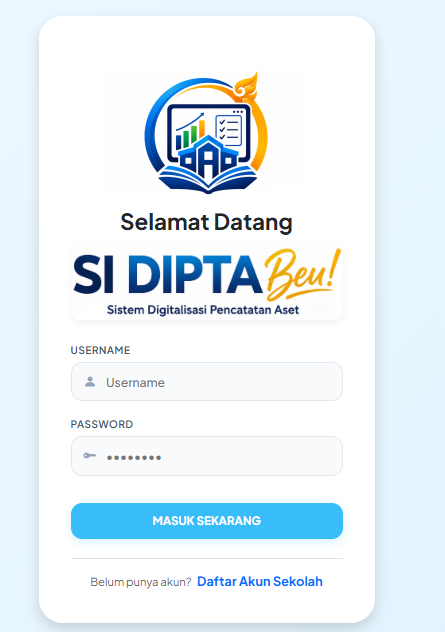 Selamat Datang
SI DIPTA Beu!
Sistem Digitalisasi Pencatatan Aset
USERNAME
Username
PASSWORD
••••••••
MASUK SEKARANG
Belum punya akun? Daftar Akun Sekolah